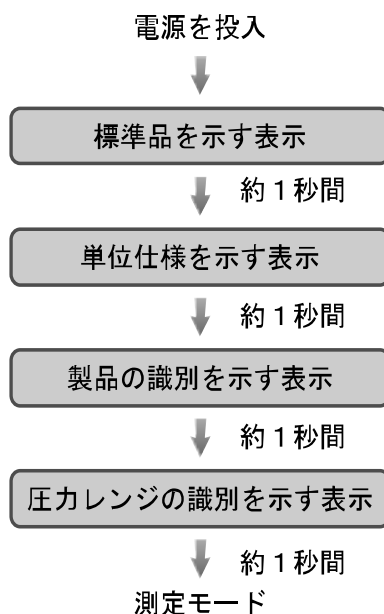 電源を投入
標準品を示す表示
約1秒間
単位仕様を示す表示
約1秒間
製品の識別を示す表示
約1秒間
圧力レンジの識別を示す表示
約1秒間
測定モード